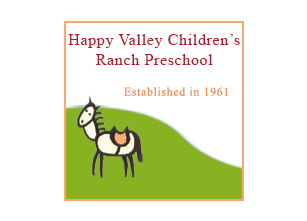 Happy Valley Children’s
Ranch Preschool
Established in 1961